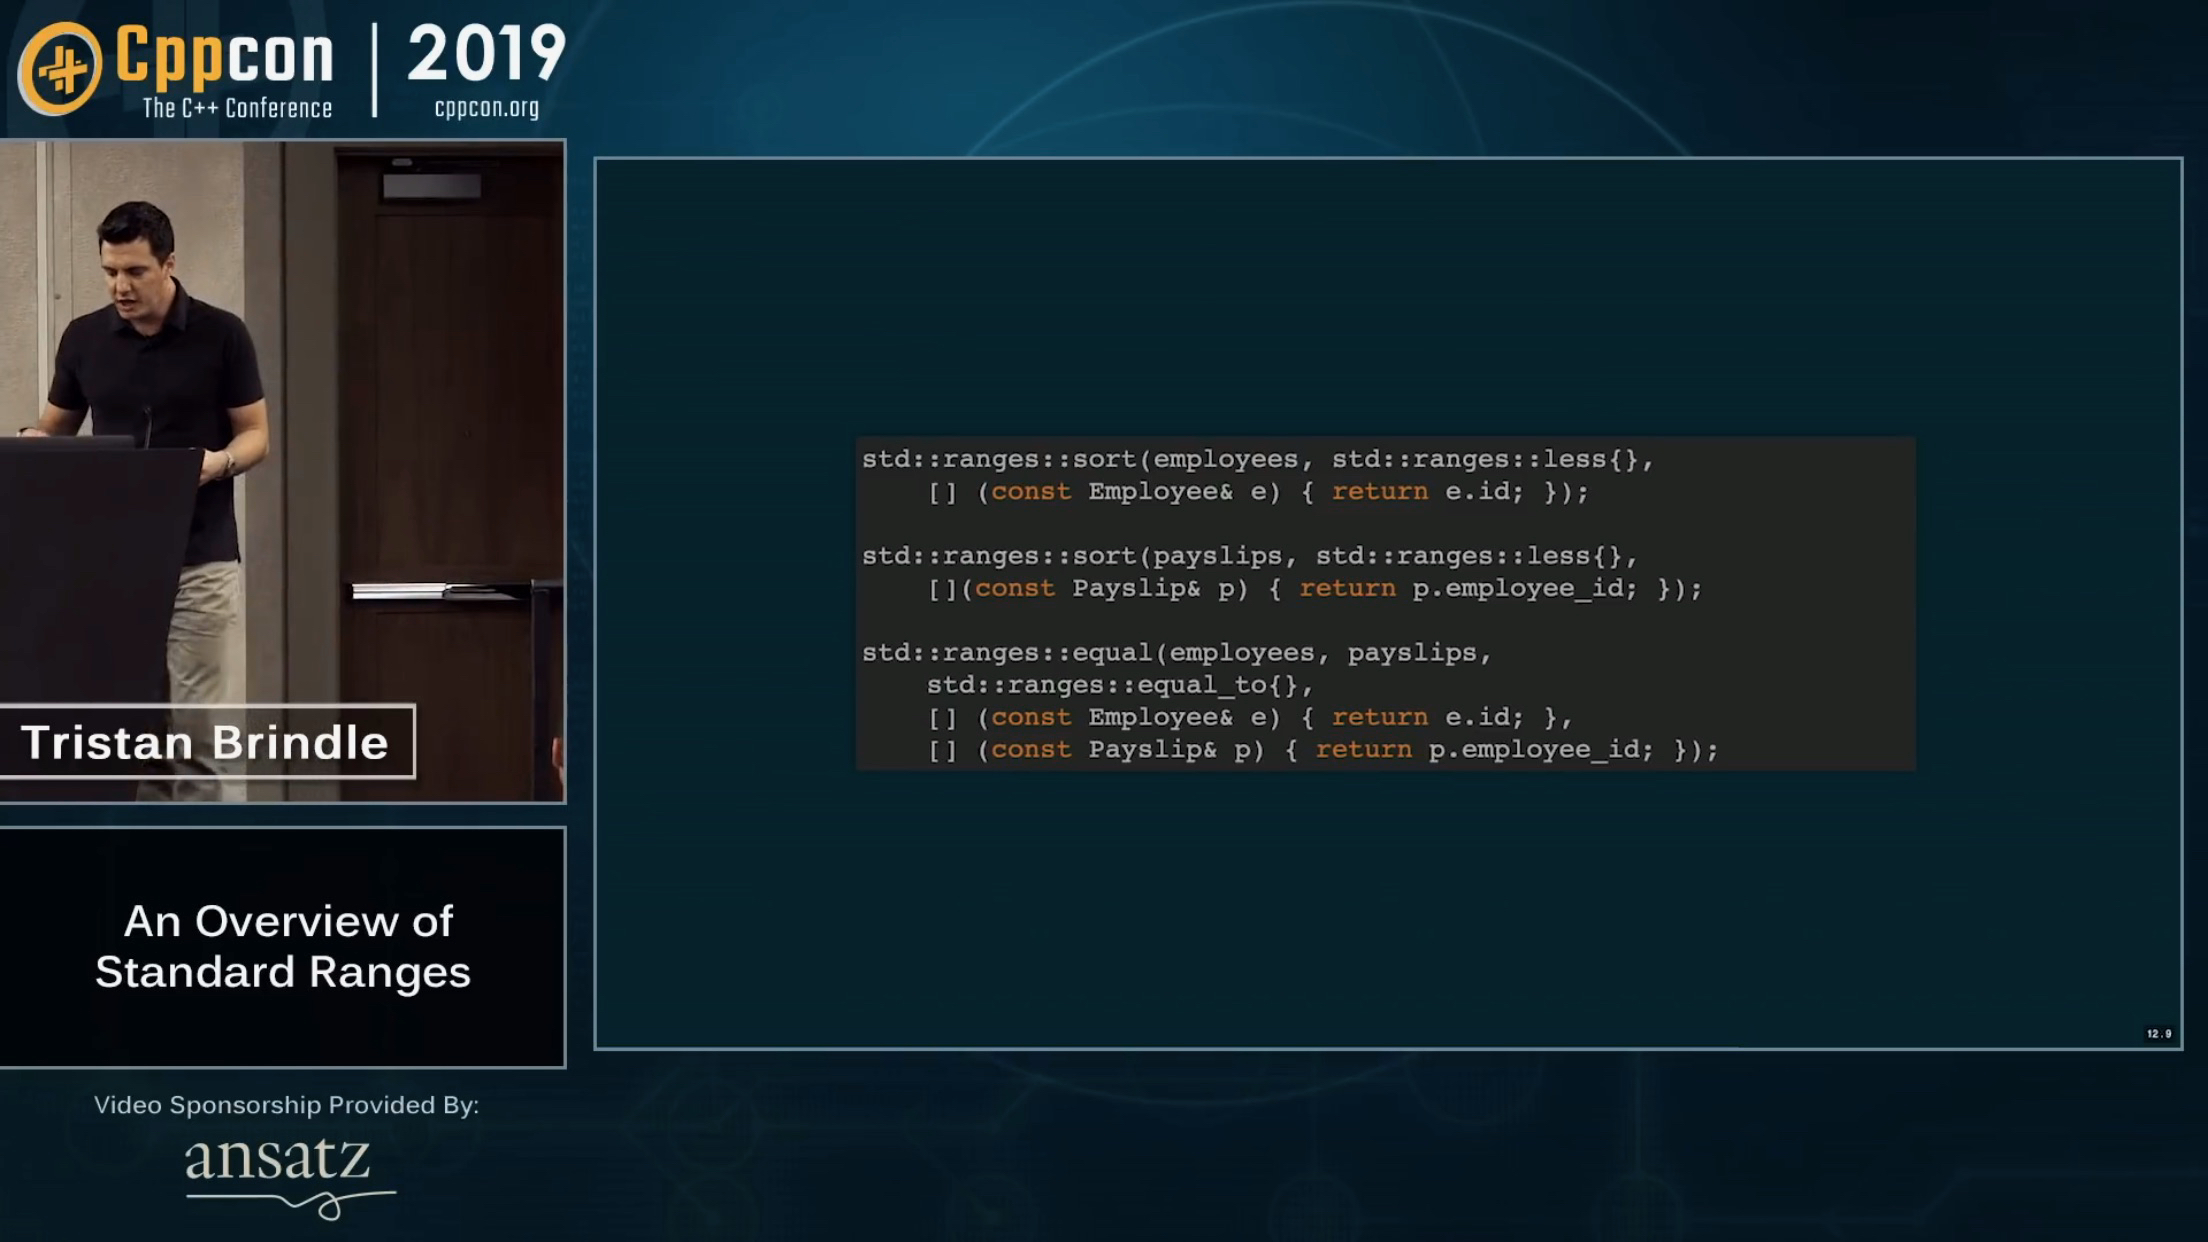 Cppcon
The C++ Conference
2019
cppcon.org
std::ranges::sort(employees, std::ranges::less{},
    [] (const Employee& e) { return e.id; });
std::ranges::sort(payslips, std::ranges::less{},
    [](const Payslip& p) { return p.employee_id; });
std::ranges::equal(employees, payslips,
    std::ranges::equal_to{},
    [] (const Employee& e) { return e.id; },
    [] (const Payslip& p) { return p.employee_id; });
12.9
Tristan Brindle
An Overview of
Standard Ranges
Video Sponsorship Provided By:
ansatz